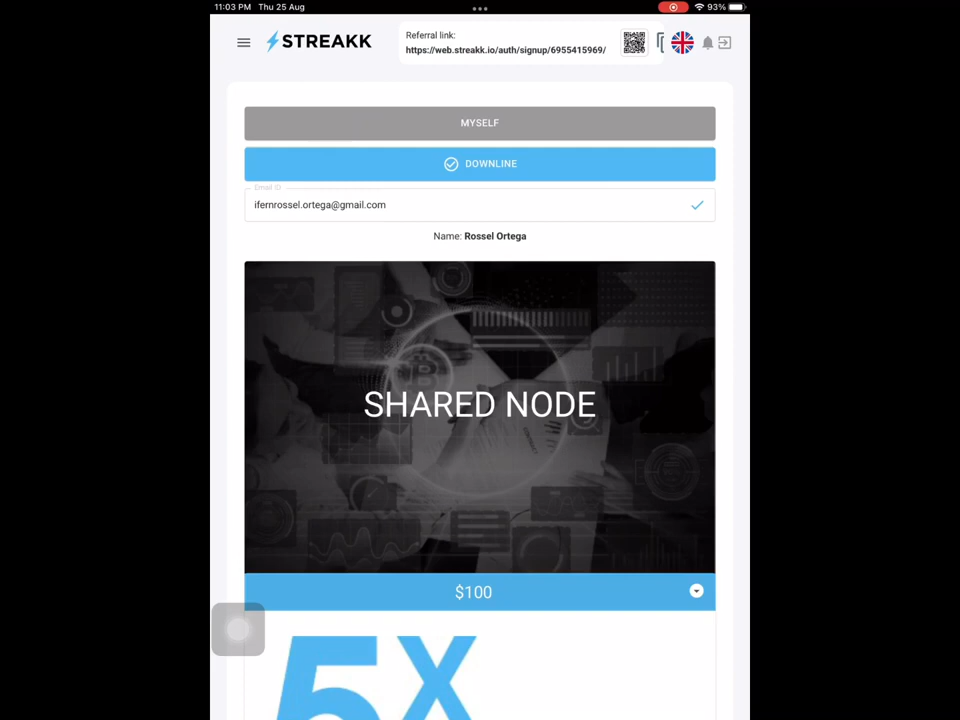 11:03 PM Thu 25 Aug
93%
STREAKK
Referral link:
https://web.streakk.io/auth/signup/6955415969/
MYSELF
DOWNLINE
Email ID
ifernrossel.ortega@gmail.com
Name: Rossel Ortega
SHARED NODE
$100
5X